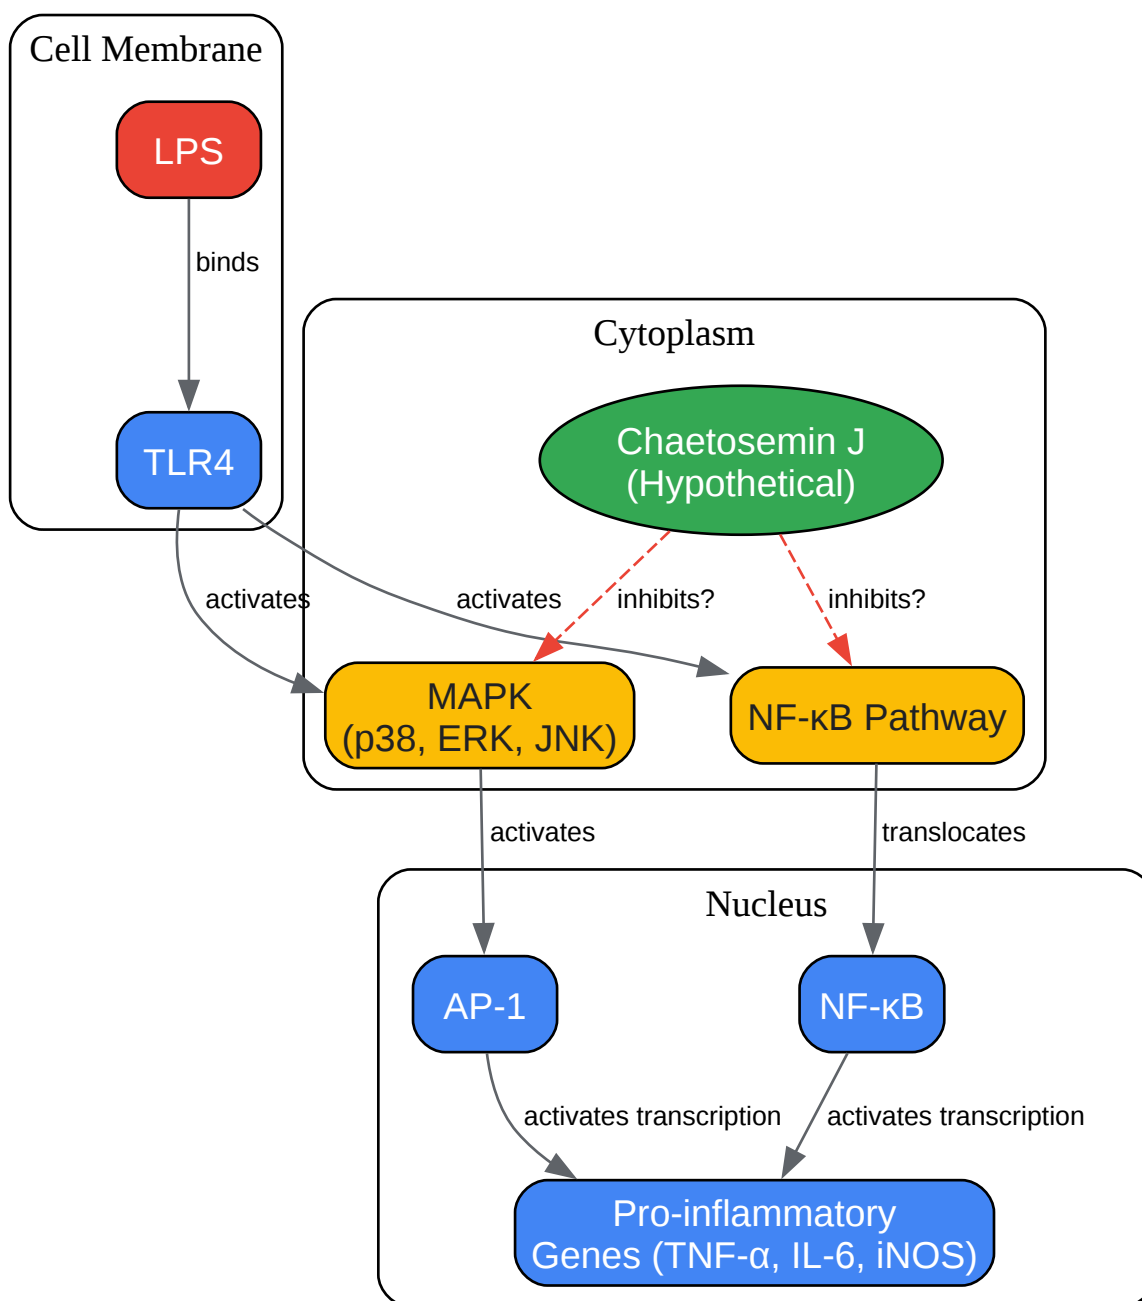 Cell Membrane
LPS
binds
Cytoplasm
Chaetosemin J
(Hypothetical)
TLR4
activates
activates
inhibits?
inhibits?
MAPK
(p38, ERK, JNK)
NF-κB Pathway
activates
translocates
Nucleus
AP-1
NF-κB
activates transcription
activates transcription
Pro-inflammatory
Genes (TNF-α, IL-6, iNOS)